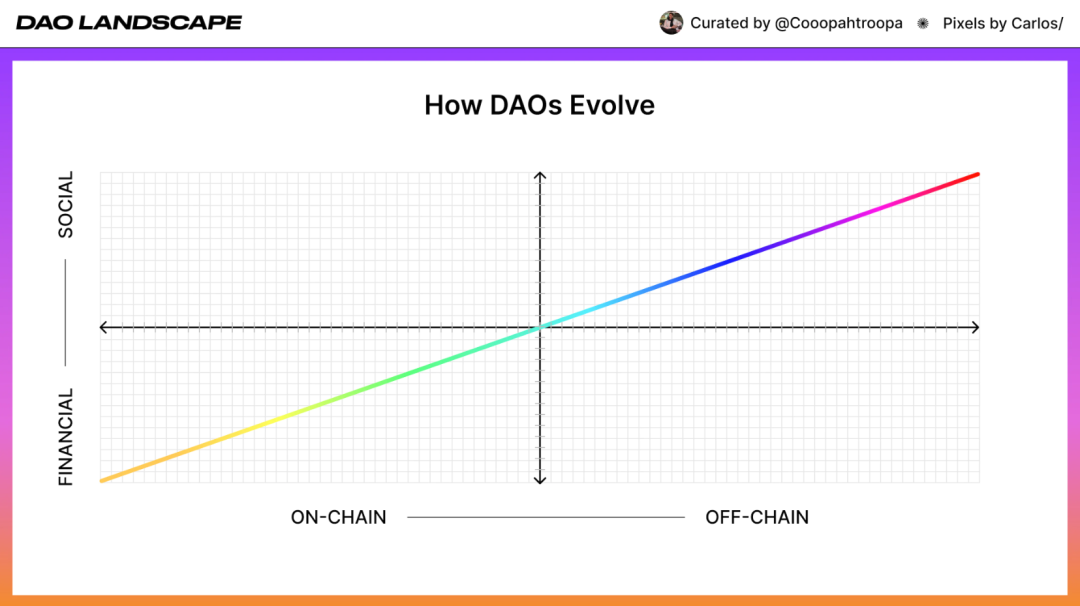 DAO LANDSCAPE
Curated by @Cooopahtroopa
Pixels by Carlos/
How DAOs Evolve
SOCIAL
FINANCIAL
ON-CHAIN
OFF-CHAIN